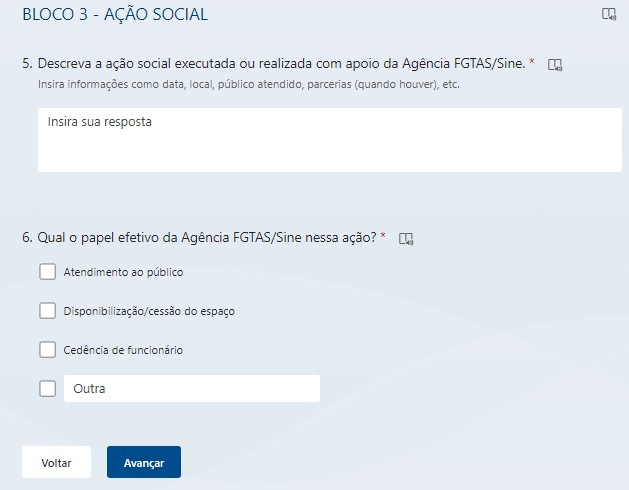 BLOCO 3 - AÇÃO SOCIAL
5. Descreva a ação social executada ou realizada com apoio da Agência FGTAS/Sine. *
Insira informações como data, local, público atendido, parcerias (quando houver), etc.
Insira sua resposta
6. Qual o papel efetivo da Agência FGTAS/Sine nessa ação? *
Atendimento ao público
Disponibilização/cessão do espaço
Cedência de funcionário
Outra
Voltar
Avançar